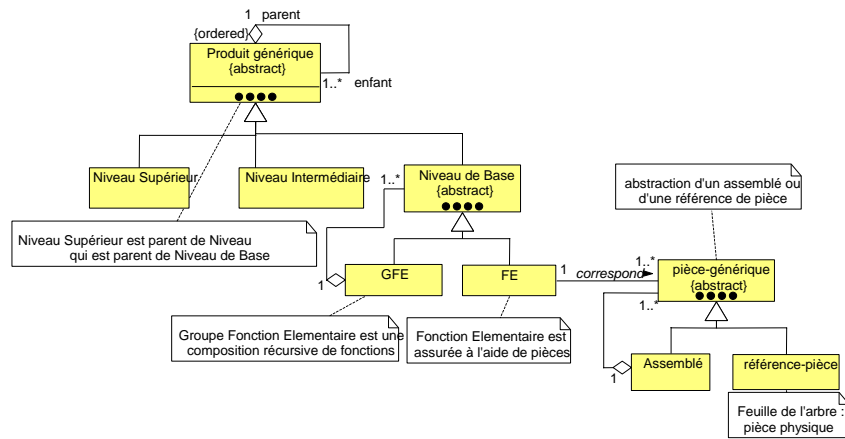 1 parent
{ordered}
Produit générique
{abstract}
1..* enfant
Niveau Supérieur
Niveau Intermédiaire
1..*
Niveau de Base
{abstract}
abstraction d'un assemblé ou
d'une référence de pièce
Niveau Supérieur est parent de Niveau
qui est parent de Niveau de Base
1
GFE
FE
1 correspond
1..*
pièce-générique
{abstract}
1..*
Groupe Fonction Elementaire est une
composition récursive de fonctions
Fonction Elementaire est
assurée à l'aide de pièces
1
Assemblé
référence-pièce
Feuille de l'arbre :
pièce physique